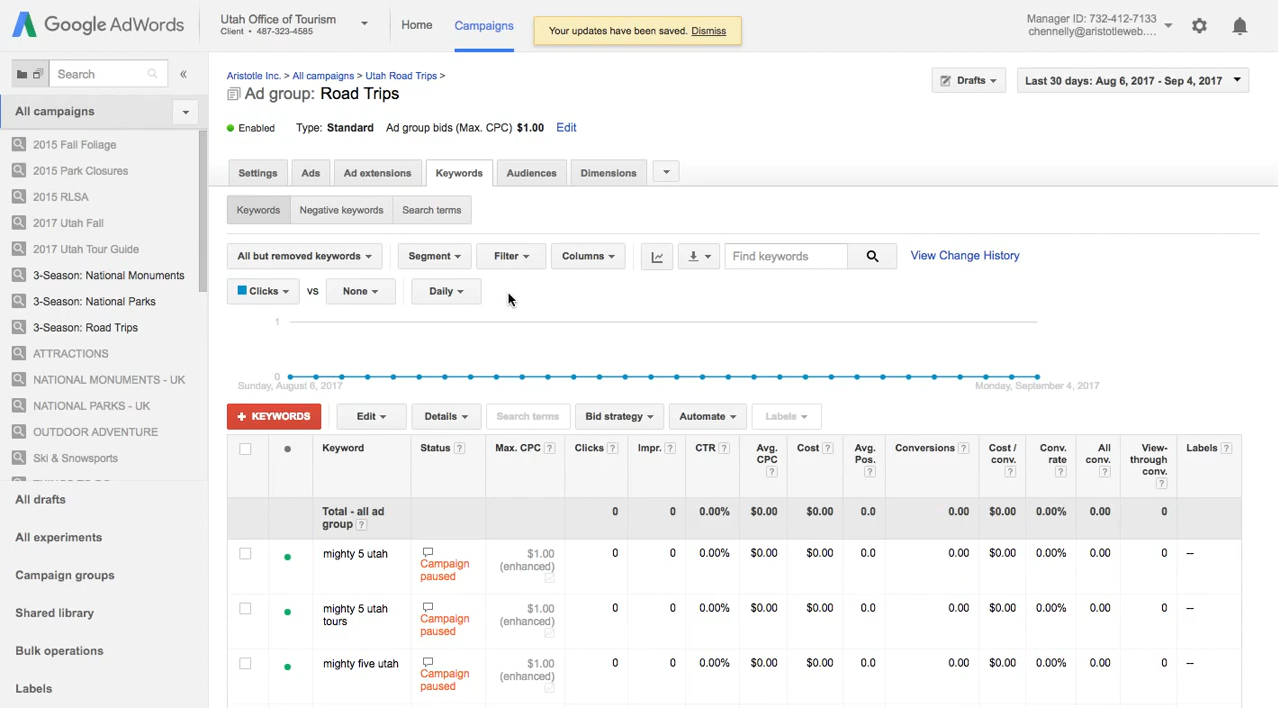 Google AdWords
Utah Office of Tourism
Client • 487-323-4585
Home
Campaigns
Your updates have been saved. Dismiss
Manager ID: 732-412-7133
chennelly@aristotleweb....
Search
«
All campaigns
2015 Fall Foliage
2015 Park Closures
2015 RLSA
2017 Utah Fall
2017 Utah Tour Guide
3-Season: National Monuments
3-Season: National Parks
3-Season: Road Trips
ATTRACTIONS
NATIONAL MONUMENTS - UK
NATIONAL PARKS - UK
OUTDOOR ADVENTURE
Ski & Snowsports
All drafts
All experiments
Campaign groups
Shared library
Bulk operations
Labels
Aristotle Inc. > All campaigns > Utah Road Trips >
Ad group: Road Trips
Drafts
Last 30 days: Aug 6, 2017 - Sep 4, 2017
Enabled Type: Standard Ad group bids (Max. CPC) $1.00 Edit
Settings Ads Ad extensions Keywords Audiences Dimensions
Keywords Negative keywords Search terms
All but removed keywords Segment Filter Columns Find keywords View Change History
Clicks VS None Daily
1
0
Sunday, August 6, 2017 Monday, September 4, 2017
+ KEYWORDS Edit Details Search terms Bid strategy Automate Labels
Keyword Status ? Max. CPC ? Clicks ? Impr. ? CTR ? Avg. CPC ? Cost ? Avg. Pos. ? Conversions ? Cost / conv. ? Conv. rate ? All conv. ? View-through conv. ? Labels ?
Total - all ad group ? 0 0 0.00% $0.00 $0.00 0.0 0.00 $0.00 0.00% 0.00 0
mighty 5 utah Campaign paused $1.00 (enhanced) 0 0 0.00% $0.00 $0.00 0.0 0.00 $0.00 0.00% 0.00 0 --
mighty 5 utah tours Campaign paused $1.00 (enhanced) 0 0 0.00% $0.00 $0.00 0.0 0.00 $0.00 0.00% 0.00 0 --
mighty five utah Campaign paused $1.00 (enhanced) 0 0 0.00% $0.00 $0.00 0.0 0.00 $0.00 0.00% 0.00 0 --